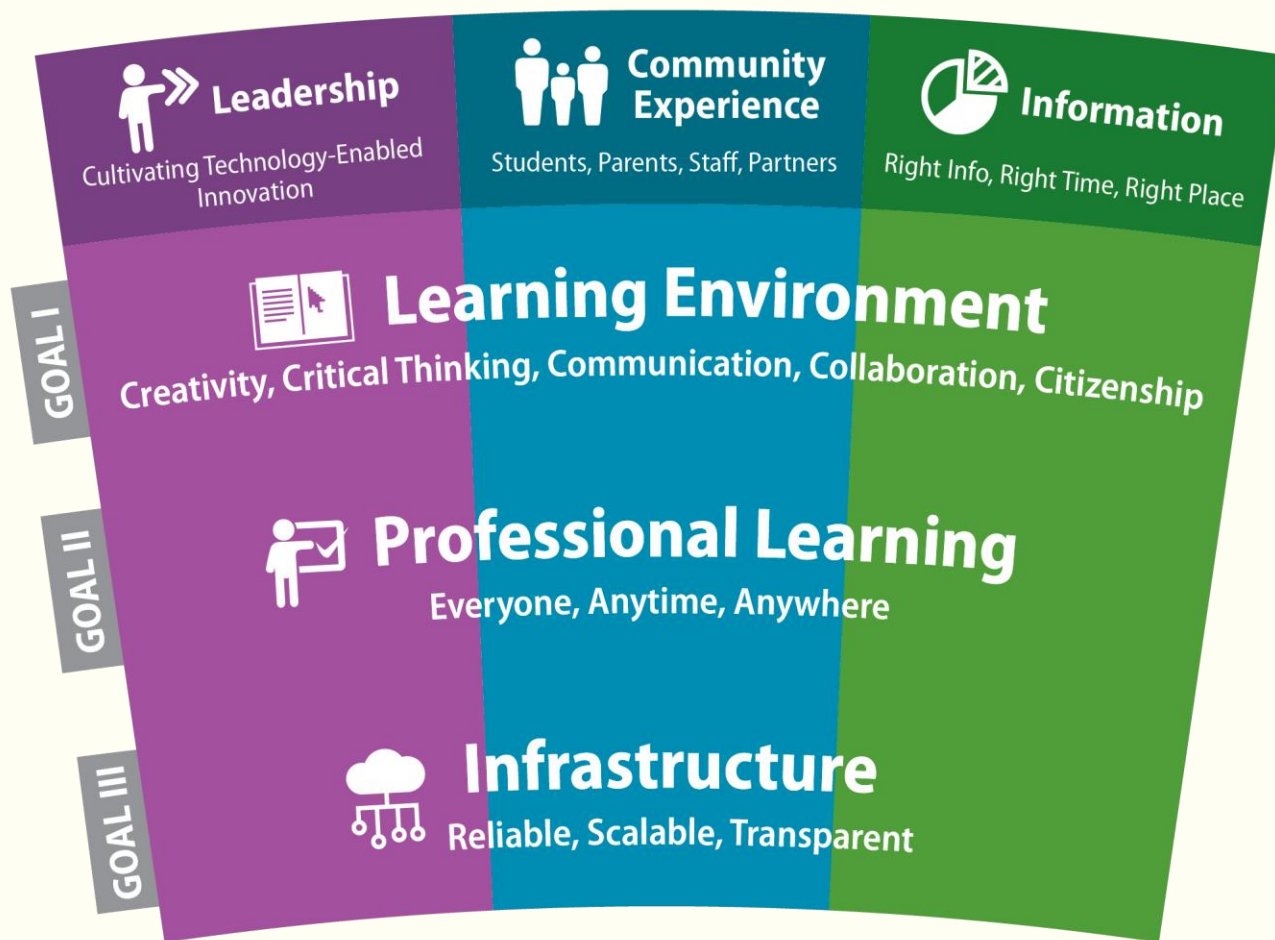 Leadership
Cultivating Technology-Enabled
Innovation
Community
Experience
Students, Parents, Staff, Partners
Information
Right Info, Right Time, Right Place
GOAL I
Learning Environment
Creativity, Critical Thinking, Communication, Collaboration, Citizenship
GOAL II
Professional Learning
Everyone, Anytime, Anywhere
GOAL III
Infrastructure
Reliable, Scalable, Transparent